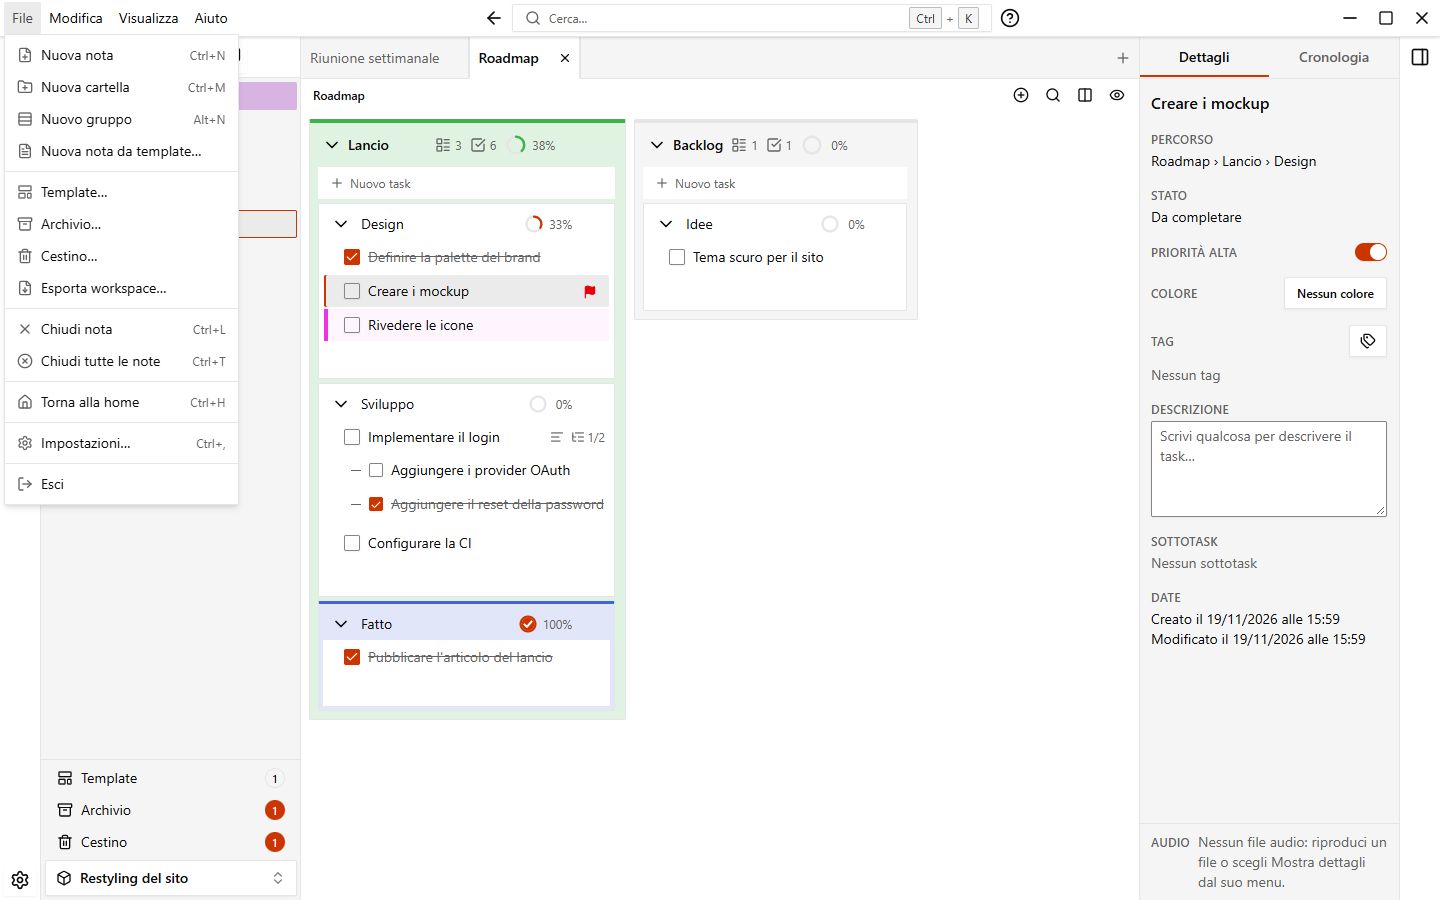 File Modifica Visualizza Aiuto
Cerca... Ctrl + K
Nuova nota Ctrl+N
Nuova cartella Ctrl+M
Nuovo gruppo Alt+N
Nuova nota da template...
Template...
Archivio...
Cestino...
Esporta workspace...
Chiudi nota Ctrl+L
Chiudi tutte le note Ctrl+T
Torna alla home Ctrl+H
Impostazioni... Ctrl+,
Esci
Template 1
Archivio 1
Cestino 1
Restyling del sito
Riunione settimanale
Roadmap
Roadmap
Lancio 3 6 38%
Nuovo task
Design 33%
Definire la palette del brand
Creare i mockup
Rivedere le icone
Sviluppo 0%
Implementare il login 1/2
Aggiungere i provider OAuth
Aggiungere il reset della password
Configurare la CI
Fatto 100%
Pubblicare l'articolo del lancio
Backlog 1 1 0%
Nuovo task
Idee 0%
Tema scuro per il sito
Dettagli Cronologia
Creare i mockup
PERCORSO
Roadmap › Lancio › Design
STATO
Da completare
PRIORITÀ ALTA
COLORE Nessun colore
TAG
Nessun tag
DESCRIZIONE
Scrivi qualcosa per descrivere il
task...
SOTTOTASK
Nessun sottotask
DATE
Creato il 19/11/2026 alle 15:59
Modificato il 19/11/2026 alle 15:59
AUDIO Nessun file audio: riproduci un
file o scegli Mostra dettagli
dal suo menu.